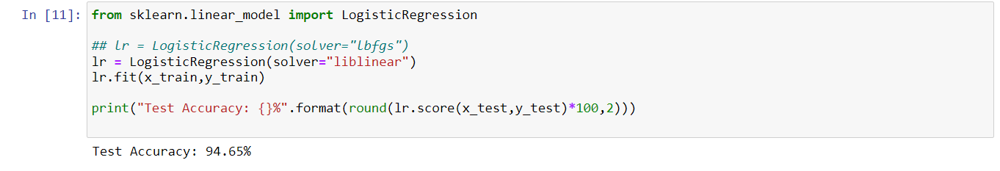 In [11]: from sklearn.linear_model import LogisticRegression
## lr = LogisticRegression(solver="lbfgs")
lr = LogisticRegression(solver="liblinear")
lr.fit(x_train,y_train)
print("Test Accuracy: {}%".format(round(lr.score(x_test,y_test)*100,2)))
Test Accuracy: 94.65%